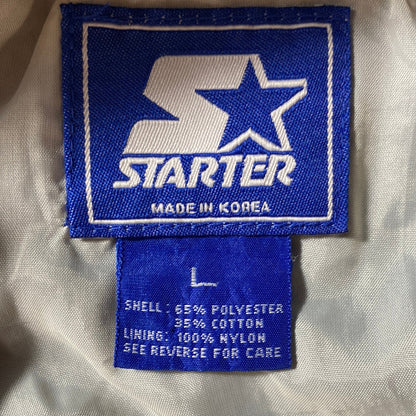 STARTER
MADE IN KOREA
L
SHELL: 65% POLYESTER
35% COTTON
LINING: 100% NYLON
SEE REVERSE FOR CARE